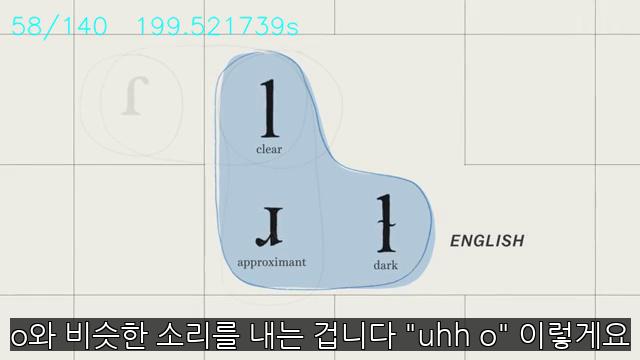 58/140 199.521739s
ɾ
l
clear
ɹ
approximant
ɫ
dark
ENGLISH
o와 비슷한 소리를 내는 겁니다 "uhh o" 이렇게요